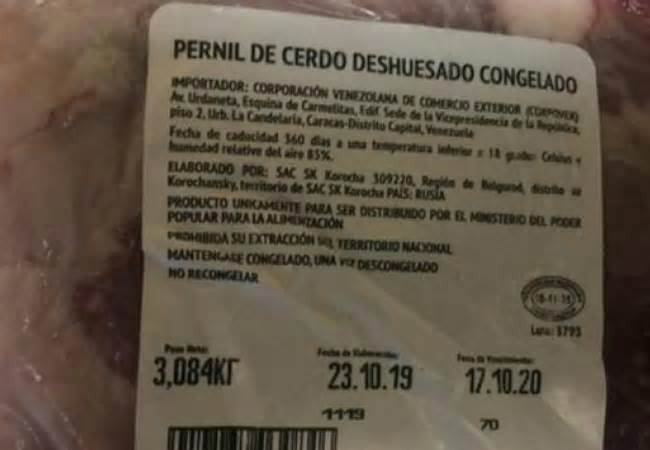 PERNIL DE CERDO DESHUESADO CONGELADO
IMPORTADOR: CORPORACIÓN VENEZOLANA DE COMERCIO EXTERIOR (CORPOVEX)
Av. Urdaneta, Esquina de Carmelitas, Edif. Sede de la Vicepresidencia de la República,
piso 2, Urb. La Candelaria, Caracas-Distrito Capital, Venezuela
Fecha de caducidad 360 días a una temperatura inferior a 18 grados Celsius y
humedad relative del aire 85%.
ELABORADO POR: SAC SK Korocha 309220, Región de Belgorod, distrito de
Korochansky, territorio de SAC SK Korocha PAÍS: RUSIA
PRODUCTO UNICAMENTE PARA SER DISTRIBUIDO POR EL MINISTERIO DEL PODER
POPULAR PARA LA ALIMENTACIÓN
PROHIBIDA SU EXTRACCIÓN DEL TERRITORIO NACIONAL
MANTENGASE CONGELADO, UNA VEZ DESCONGELADO
NO RECONGELAR
Lote: 3793
Peso Neto: Fecha de Elaboración: Fecha de Vencimiento:
3,084КГ 23.10.19 17.10.20
1119 70